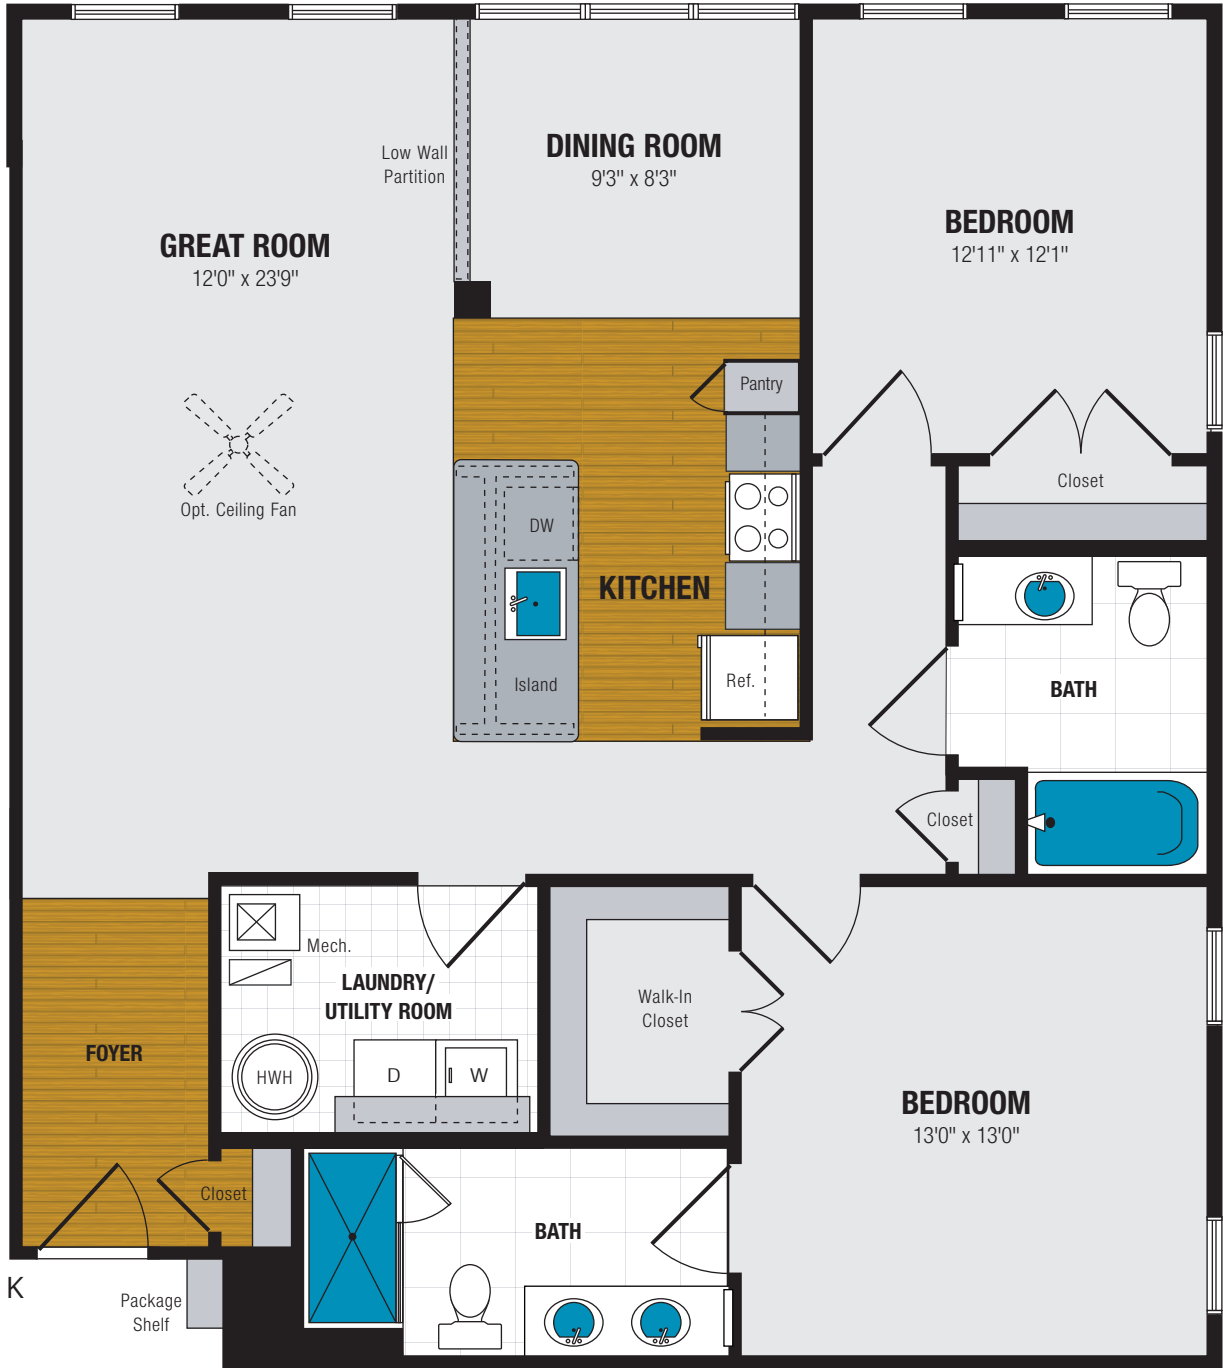 Low Wall
Partition
DINING ROOM
9'3" x 8'3"
GREAT ROOM
12'0" x 23'9"
BEDROOM
12'11" x 12'1"
Pantry
Closet
Opt. Ceiling Fan
DW
KITCHEN
Island
Ref.
BATH
Closet
Mech.
LAUNDRY/
UTILITY ROOM
Walk-In
Closet
FOYER
HWH
D
W
BEDROOM
13'0" x 13'0"
Closet
BATH
K
Package
Shelf